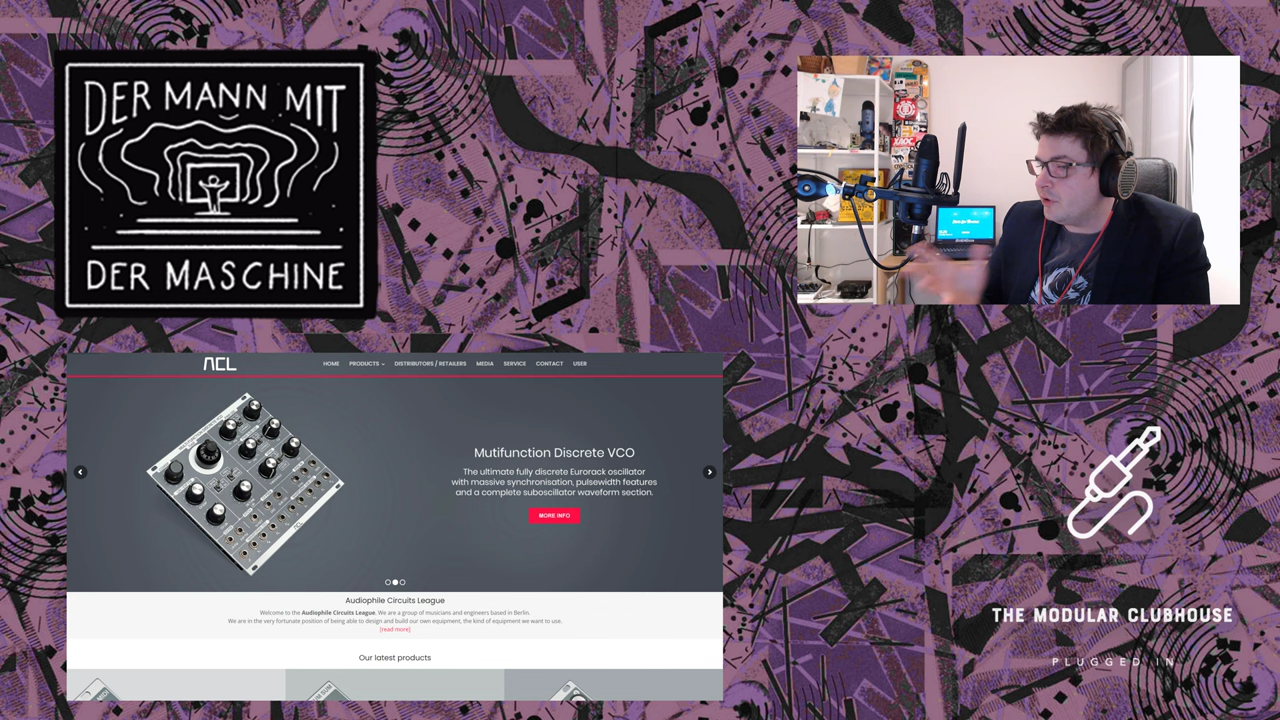 DER MANN MIT
DER MASCHINE
XAOC
ACL
HOME PRODUCTS DISTRIBUTORS / RETAILERS MEDIA SERVICE CONTACT USER
Mutifunction Discrete VCO
The ultimate fully discrete Eurorack oscillator
with massive synchronisation, pulsewidth features
and a complete suboscillator waveform section.
MORE INFO
Audiophile Circuits League
Welcome to the Audiophile Circuits League. We are a group of musicians and engineers based in Berlin.
We are in the very fortunate position of being able to design and build our own equipment, the kind of equipment we want to use.
[read more]
Our latest products
THE MODULAR CLUBHOUSE
PLUGGED IN